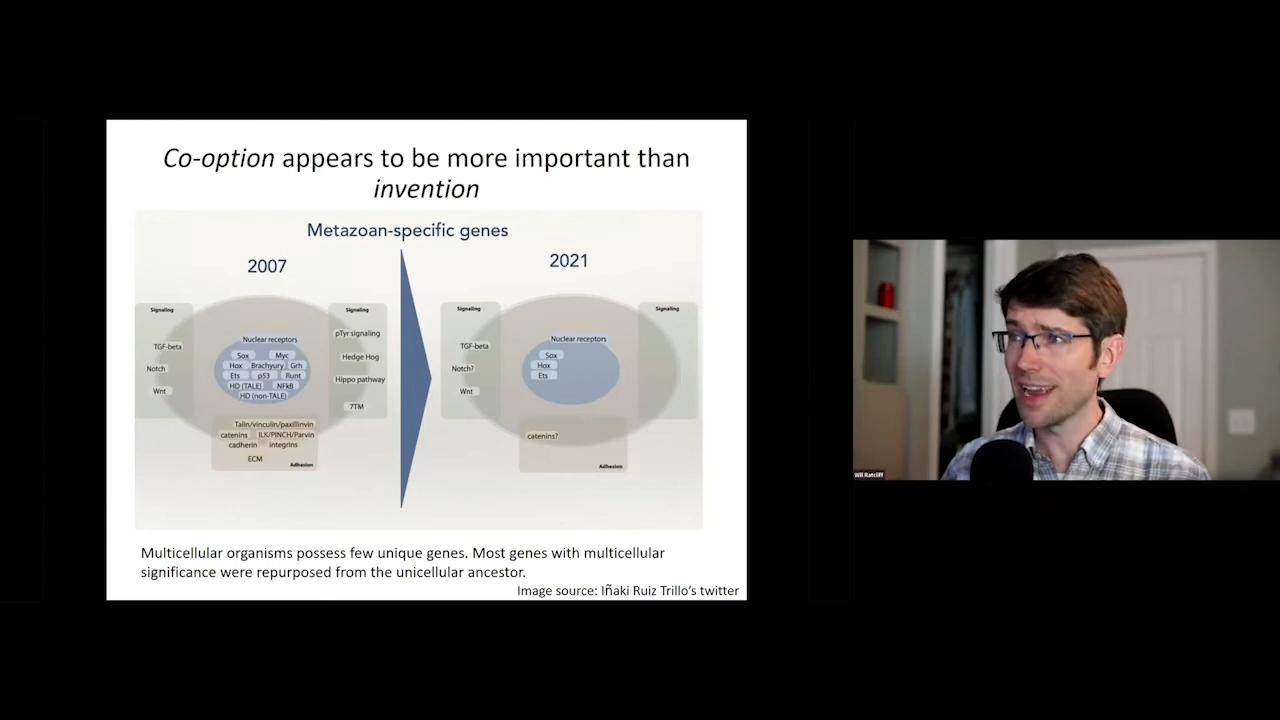 Co-option appears to be more important than
invention
Metazoan-specific genes
2007
2021
Signaling
TGF-beta
Notch
Wnt
Nuclear receptors
Sox Myc
Hox Brachyury Grh
Ets p53 Runt
HD (TALE) NFkB
HD (non-TALE)
Signaling
pTyr signaling
Hedge Hog
Hippo pathway
7TM
Talin/vinculin/paxillinvin
catenins ILK/PINCH/Parvin
cadherin integrins
ECM
Adhesion
Signaling
TGF-beta
Notch?
Wnt
Nuclear receptors
Sox
Hox
Ets
Signaling
catenins?
Adhesion
Multicellular organisms possess few unique genes. Most genes with multicellular
significance were repurposed from the unicellular ancestor.
Image source: Iñaki Ruiz Trillo's twitter
Will Ratcliff